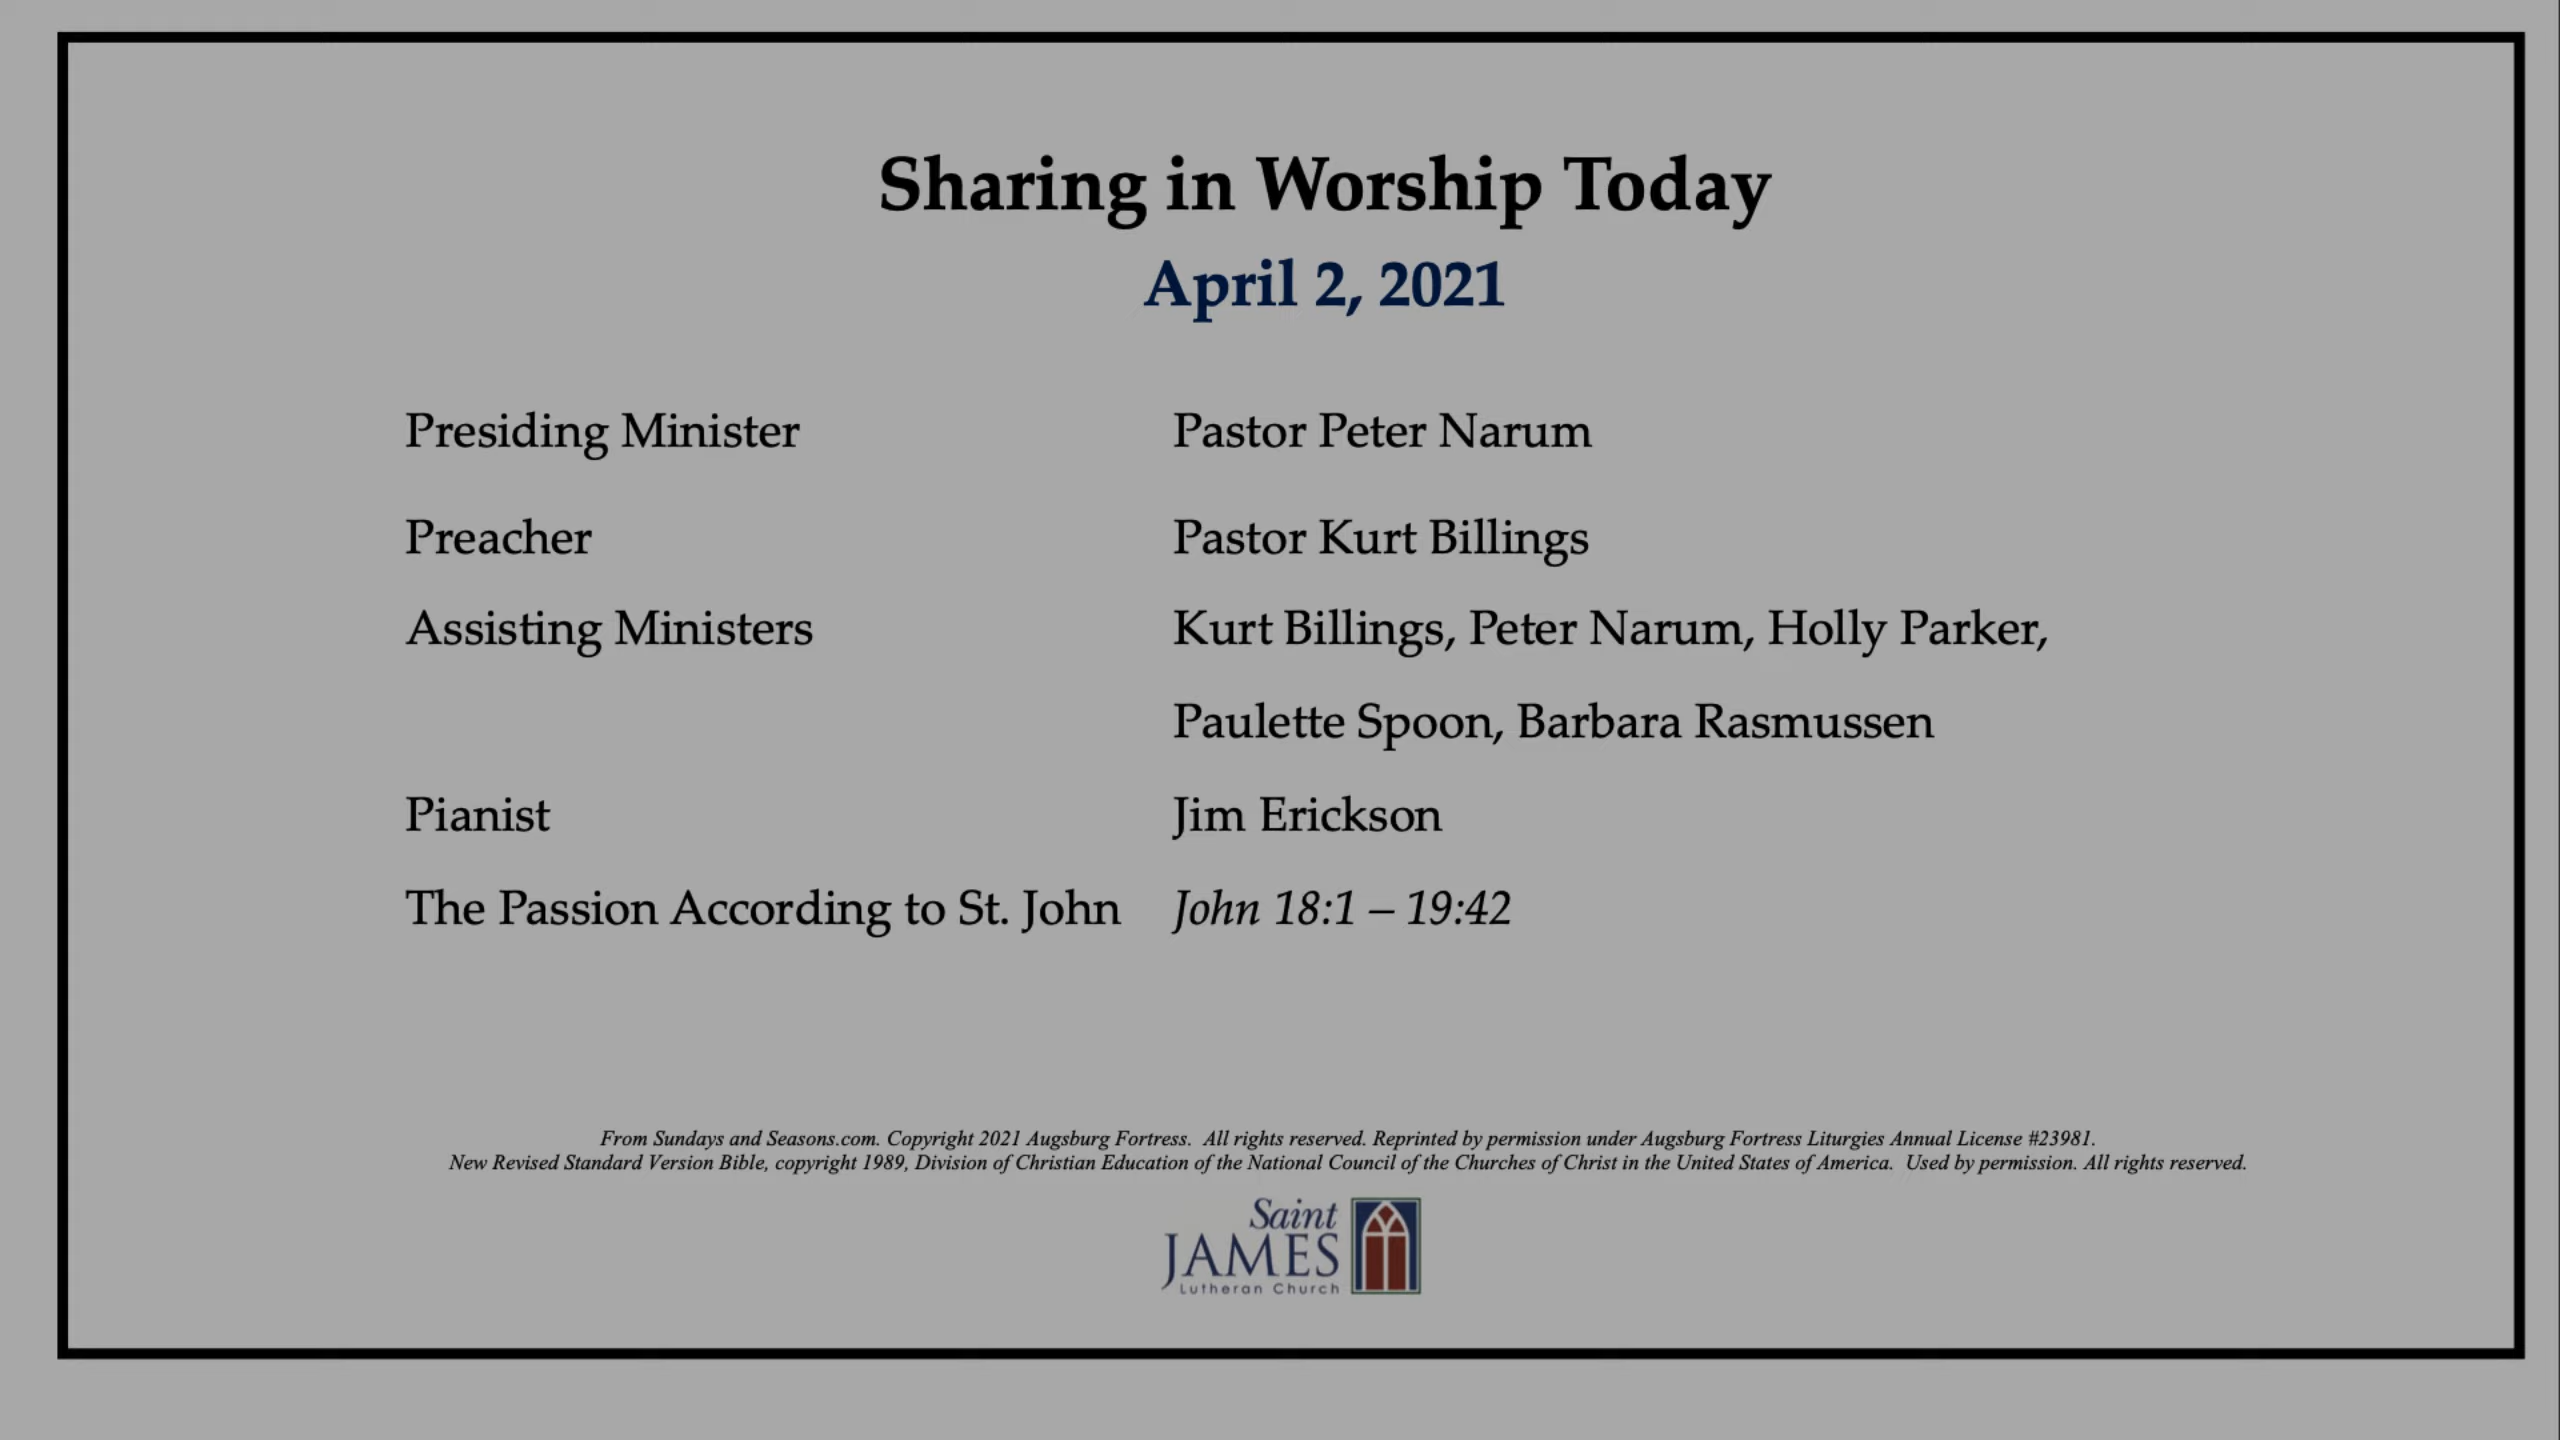 Sharing in Worship Today
April 2, 2021
Presiding Minister Pastor Peter Narum
Preacher Pastor Kurt Billings
Assisting Ministers Kurt Billings, Peter Narum, Holly Parker,
Paulette Spoon, Barbara Rasmussen
Pianist Jim Erickson
The Passion According to St. John John 18:1 – 19:42
From Sundays and Seasons.com. Copyright 2021 Augsburg Fortress.  All rights reserved. Reprinted by permission under Augsburg Fortress Liturgies Annual License #23981.
New Revised Standard Version Bible, copyright 1989, Division of Christian Education of the National Council of the Churches of Christ in the United States of America.  Used by permission. All rights reserved.
Saint
JAMES
Lutheran Church